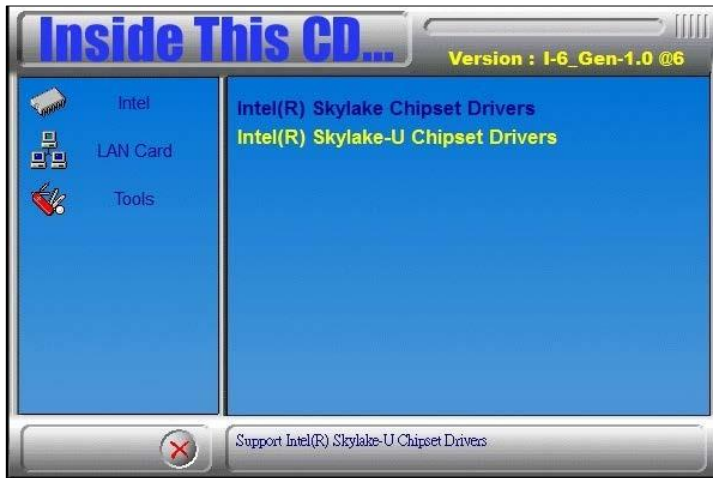 Inside This CD...
Version : I-6_Gen-1.0 @6
Intel
LAN Card
Tools
Intel(R) Skylake Chipset Drivers
Intel(R) Skylake-U Chipset Drivers
Support Intel(R) Skylake-U Chipset Drivers